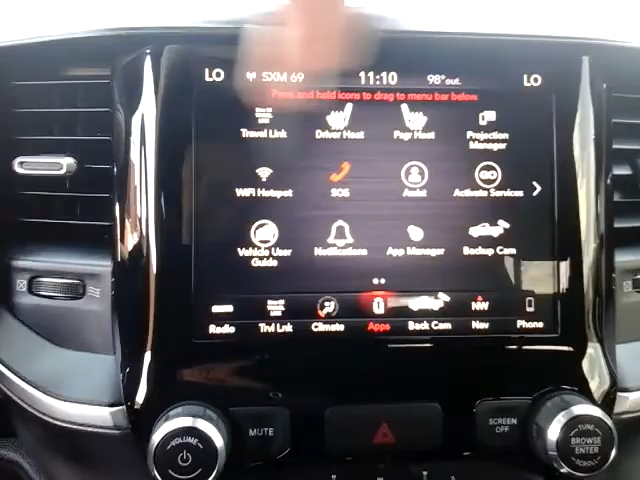 LO SXM 69 11:10 98° out. LO
Press and hold icons to drag to menu bar below
Travel Link Driver Heat Psgr Heat Projection
Manager
WiFi Hotspot SOS Assist Activate Services
GO
Vehicle User
Guide
Notifications App Manager Backup Cam
NW
Radio Trvl Lnk Climate Apps Back Cam Nav Phone
VOLUME
MUTE
SCREEN
OFF
TUNE
BROWSE
ENTER
SCROLL